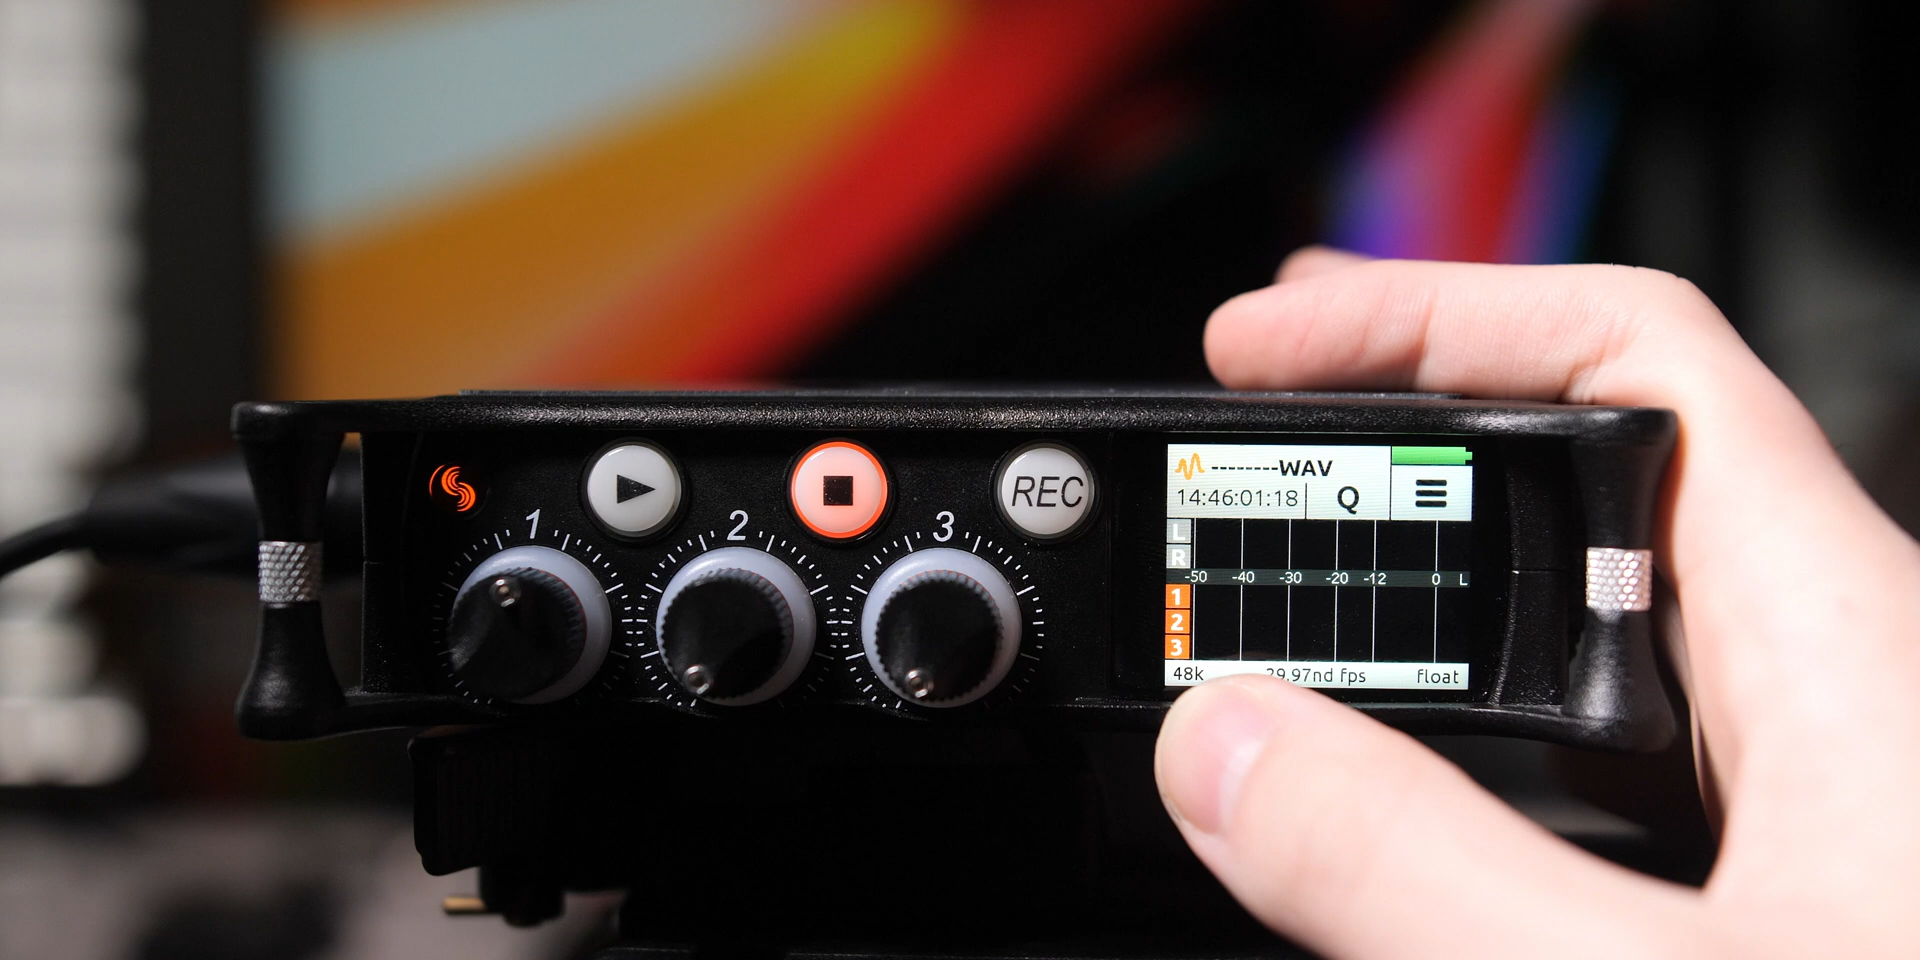 1 2 3
REC
--------WAV
14:46:01:18 Q
L
R
-50 -40 -30 -20 -12 0 L
1
2
3
48k 29.97nd fps float